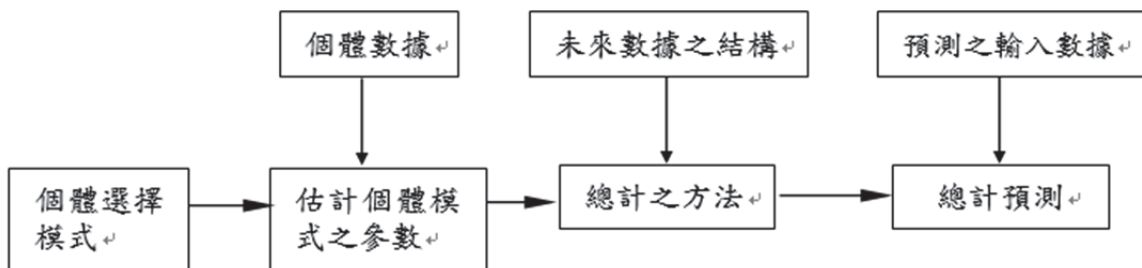 個體數據
未來數據之結構
預測之輸入數據
個體選擇
模式
估計個體模
式之參數
總計之方法
總計預測